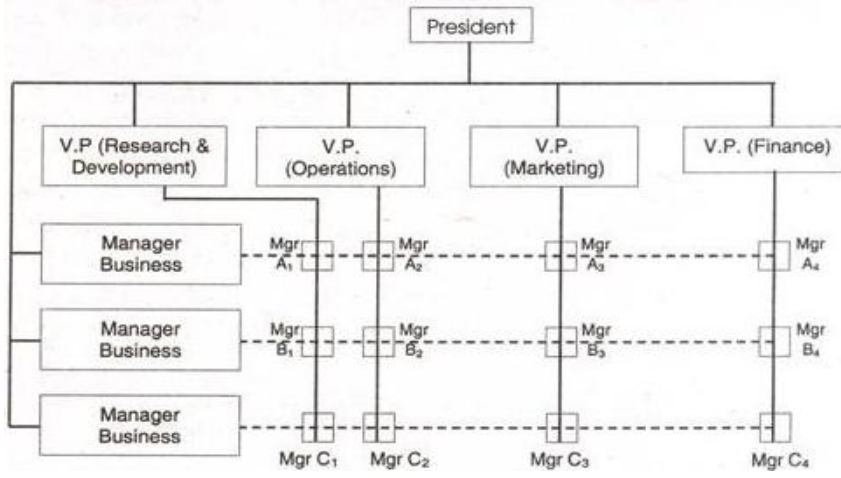 President
V.P (Research &
Development)
V.P.
(Operations)
V.P.
(Marketing)
V.P. (Finance)
Manager
Business
Mgr
A₁
Mgr
A₂
Mgr
A₃
Mgr
A₄
Manager
Business
Mgr
B₁
Mgr
B₂
Mgr
B₃
Mgr
B₄
Manager
Business
Mgr C₁
Mgr C₂
Mgr C₃
Mgr C₄